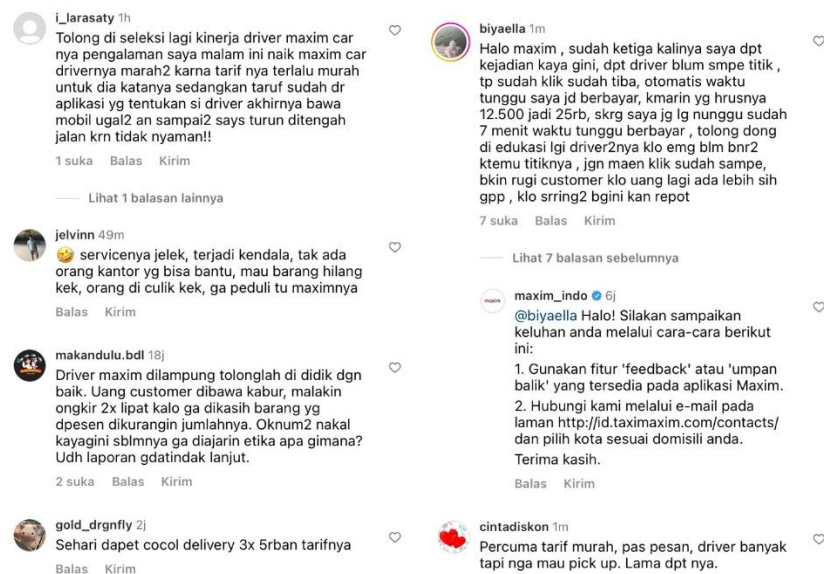 i_larasaty 1h
Tolong di seleksi lagi kinerja driver maxim car
nya pengalaman saya malam ini naik maxim car
drivernya marah2 karna tarif nya terlalu murah
untuk dia katanya sedangkan taruf sudah dr
aplikasi yg tentukan si driver akhirnya bawa
mobil ugal2 an sampai2 says turun ditengah
jalan krn tidak nyaman!!
1 suka Balas Kirim
Lihat 1 balasan lainnya
jelvinn 49m
🤣 servicenya jelek, terjadi kendala, tak ada
orang kantor yg bisa bantu, mau barang hilang
kek, orang di culik kek, ga peduli tu maximnya
Balas Kirim
makandulu.bdl 18j
Driver maxim dilampung tolonglah di didik dgn
baik. Uang customer dibawa kabur, malakin
ongkir 2x lipat kalo ga dikasih barang yg
dpesen dikurangin jumlahnya. Oknum2 nakal
kayagini sblmnya ga diajarin etika apa gimana?
Udh laporan gdatindak lanjut.
2 suka Balas Kirim
gold_drgnfly 2j
Sehari dapet cocol delivery 3x 5rban tarifnya
Balas Kirim
biyaella 1m
Halo maxim , sudah ketiga kalinya saya dpt
kejadian kaya gini, dpt driver blum smpe titik ,
tp sudah klik sudah tiba, otomatis waktu
tunggu saya jd berbayar, kmarin yg hrusnya
12.500 jadi 25rb, skrg saya jg lg nunggu sudah
7 menit waktu tunggu berbayar , tolong dong
di edukasi lgi driver2nya klo emg blm bnr2
ktemu titiknya , jgn maen klik sudah sampe,
bkin rugi customer klo uang lagi ada lebih sih
gpp , klo srring2 bgini kan repot
7 suka Balas Kirim
Lihat 7 balasan sebelumnya
maxim
maxim_indo 6j
@biyaella Halo! Silakan sampaikan
keluhan anda melalui cara-cara berikut
ini:
1. Gunakan fitur 'feedback' atau 'umpan
balik' yang tersedia pada aplikasi Maxim.
2. Hubungi kami melalui e-mail pada
laman http://id.taximaxim.com/contacts/
dan pilih kota sesuai domisili anda.
Terima kasih.
Balas Kirim
cintadiskon 1m
Percuma tarif murah, pas pesan, driver banyak
tapi nga mau pick up. Lama dpt nya.